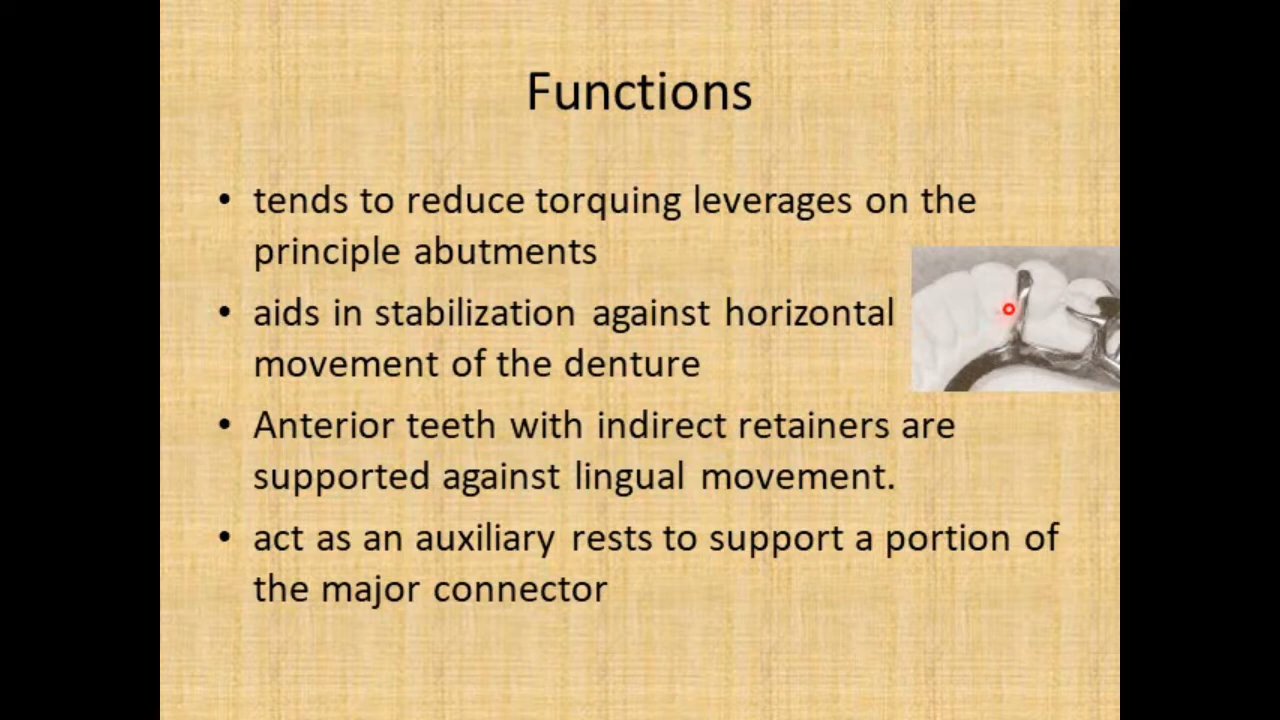 Functions
• tends to reduce torquing leverages on the
principle abutments
• aids in stabilization against horizontal
movement of the denture
• Anterior teeth with indirect retainers are
supported against lingual movement.
• act as an auxiliary rests to support a portion of
the major connector